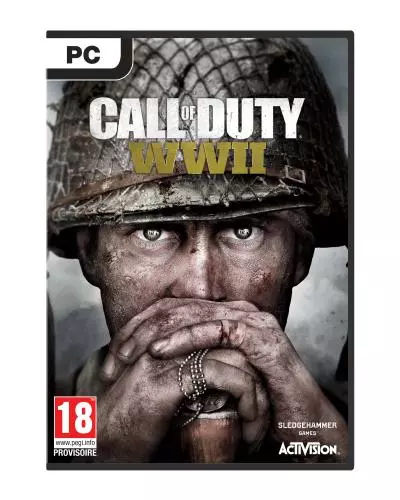 PC
CALL OF DUTY
WWII
18
www.pegi.info
PROVISOIRE
SLEDGEHAMMER
GAMES
ACTIVISION